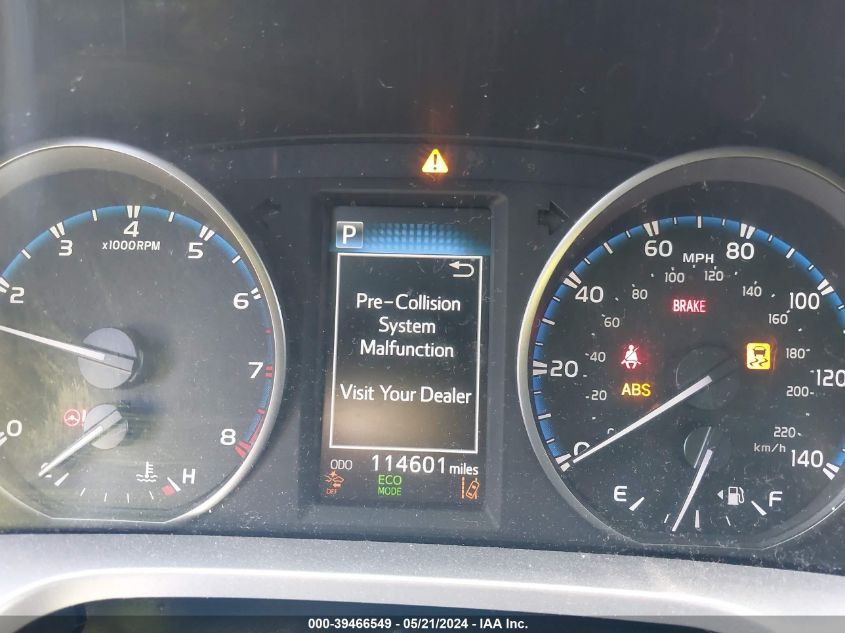 P
Pre-Collision
System
Malfunction
Visit Your Dealer
ODO 114601 miles
OFF
ECO
MODE
0
2
3
4
5
6
7
8
x1000RPM
H
0
20
40
60
80
100
120
140
MPH
20
40
60
80
100
120
140
160
180
200
220
km/h
BRAKE
ABS
E
F
000-39466549 / 05/21/2024 - IAA Inc.